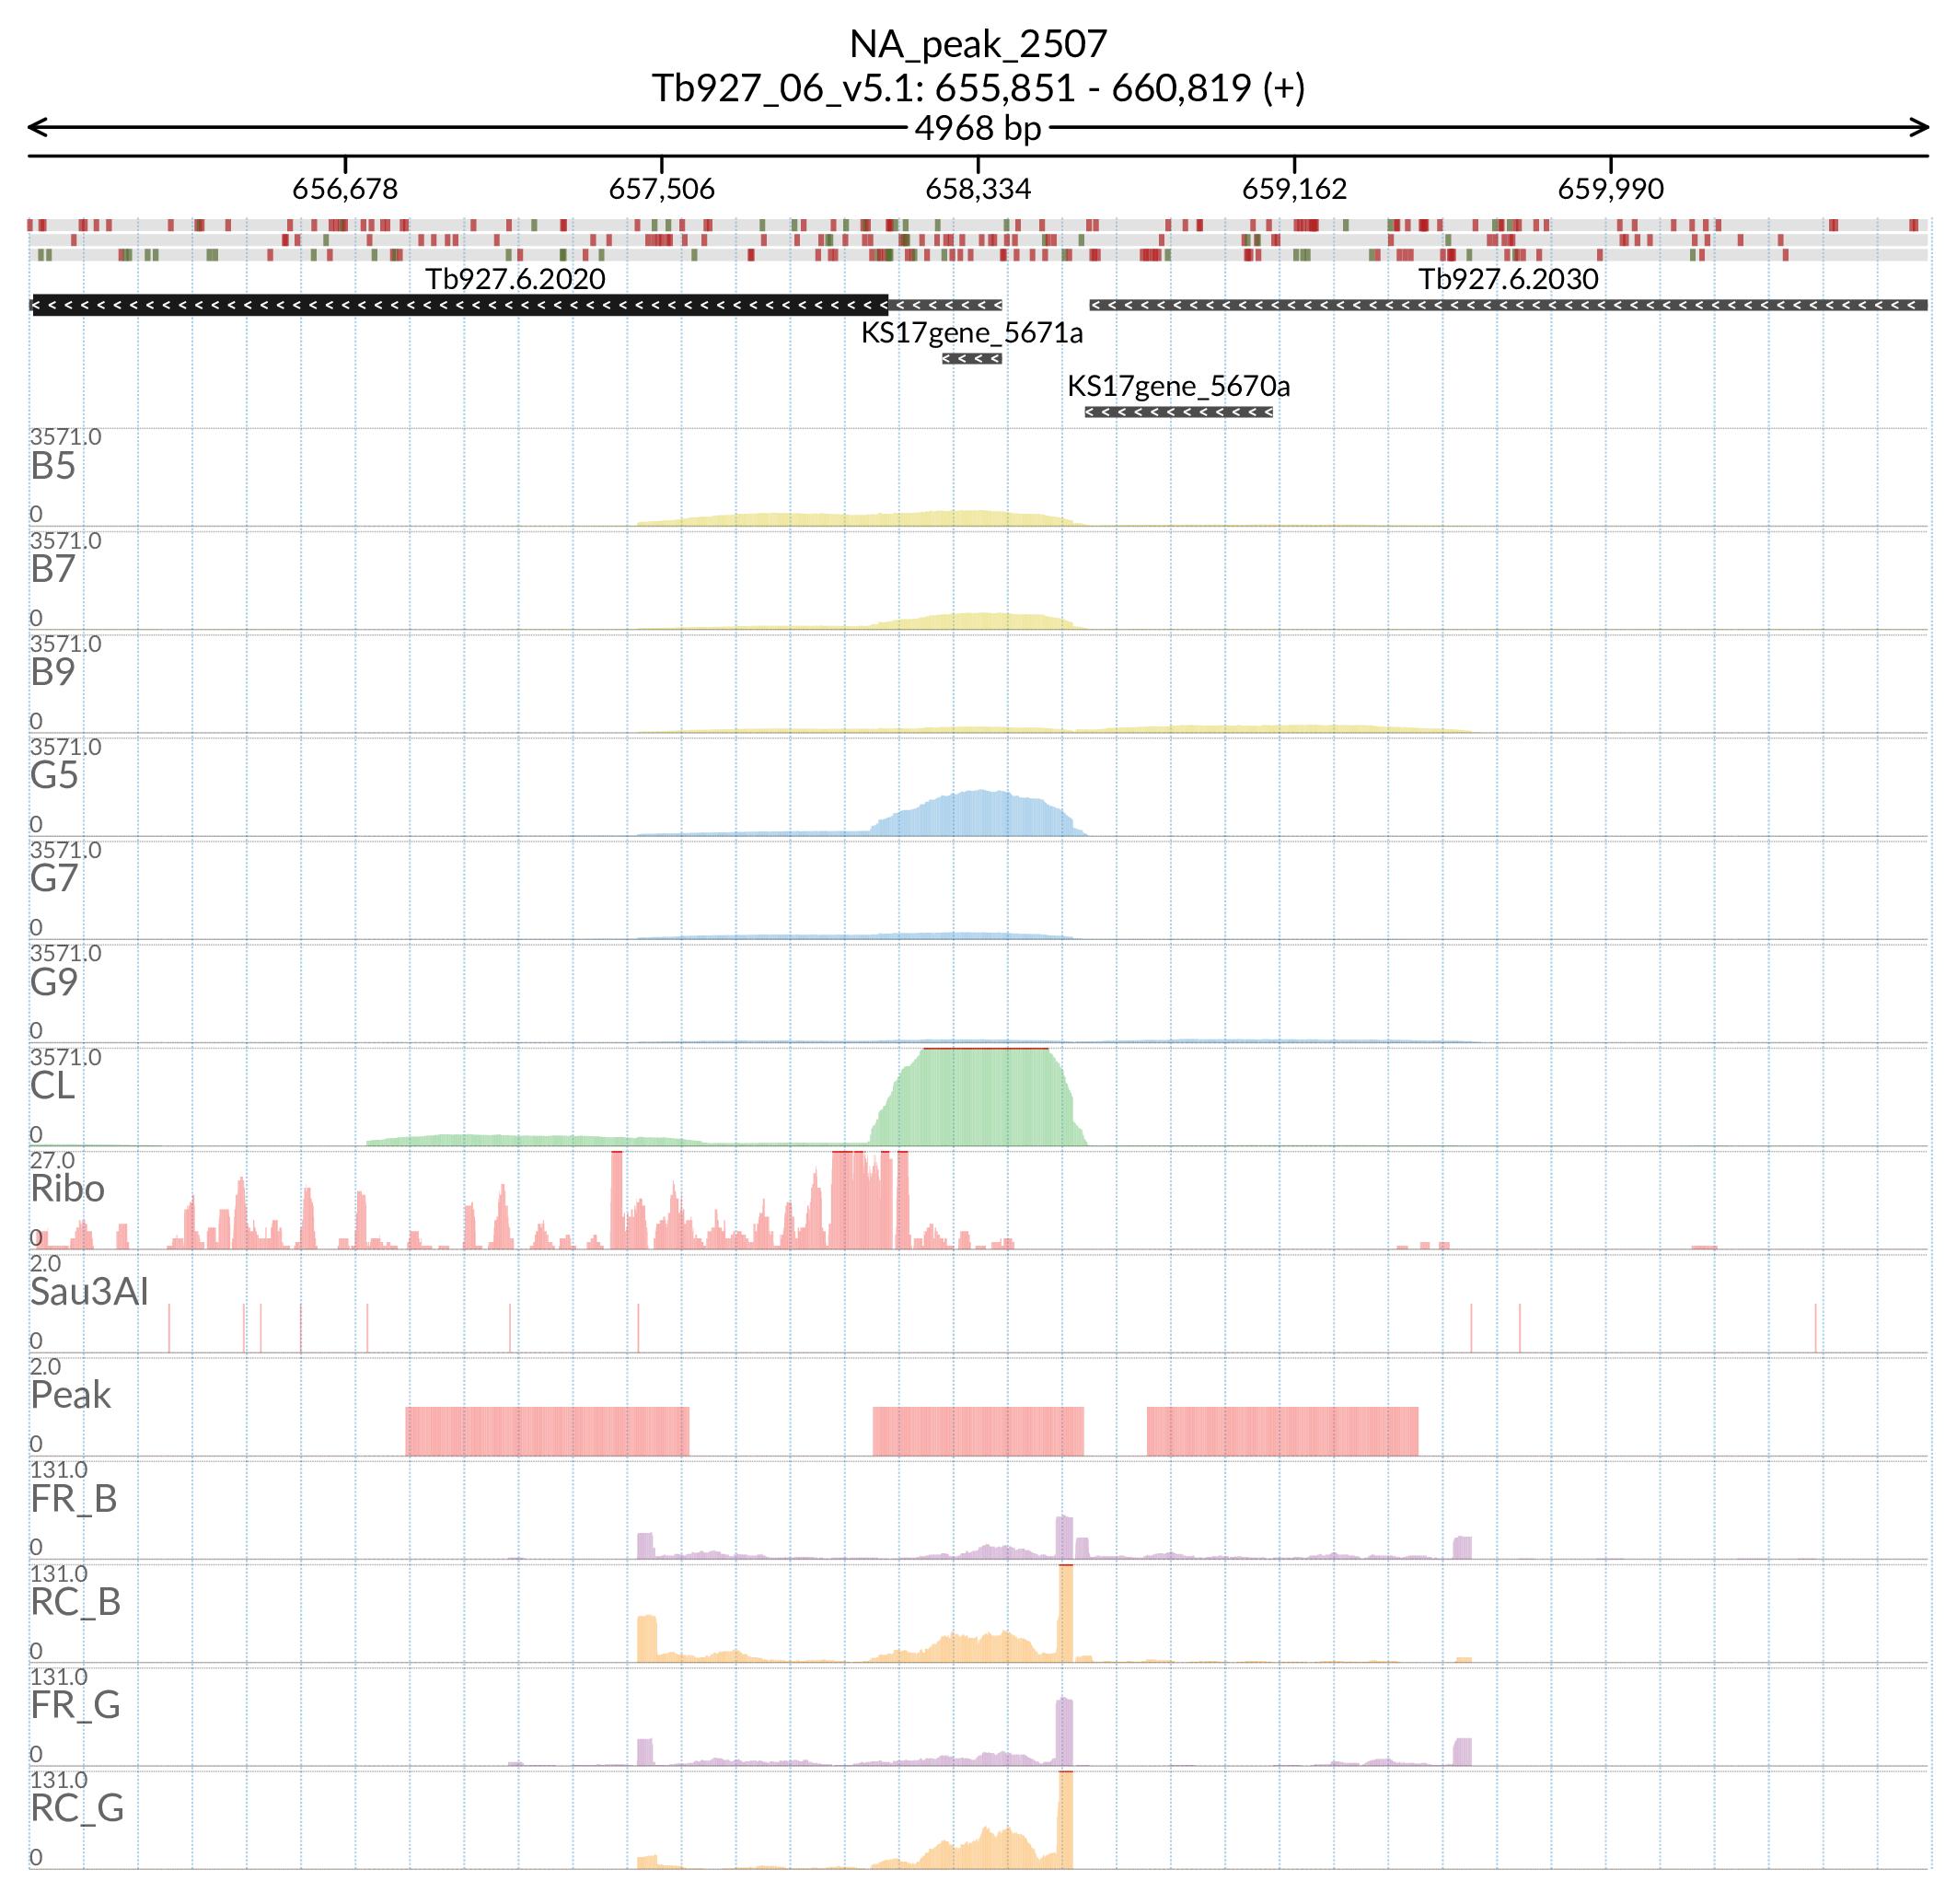 NA_peak_2507
Tb927_06_v5.1: 655,851 - 660,819 (+)
4968 bp
656,678 657,506 658,334 659,162 659,990
Tb927.6.2020 Tb927.6.2030
KS17gene_5671a
KS17gene_5670a
3571.0
B5
0
3571.0
B7
0
3571.0
B9
0
3571.0
G5
0
3571.0
G7
0
3571.0
G9
0
3571.0
CL
0
27.0
Ribo
0
2.0
Sau3AI
0
2.0
Peak
0
131.0
FR_B
0
131.0
RC_B
0
131.0
FR_G
0
131.0
RC_G
0